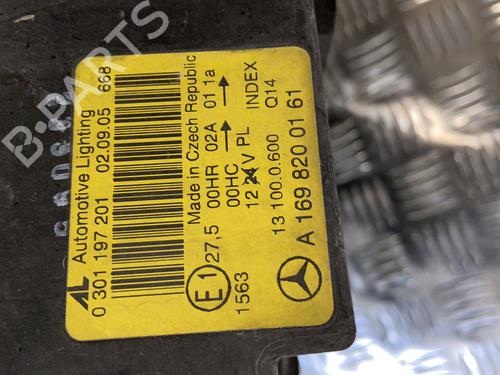 AL Automotive Lighting
0 301 197 201 02.09.05 668
Made in Czech Republic
E1 27,5 00HR 02A 01 1a
00HC
1563 12 24V PL INDEX
13 100.0.600 Q14
A 169 820 01 61
B-PARTS